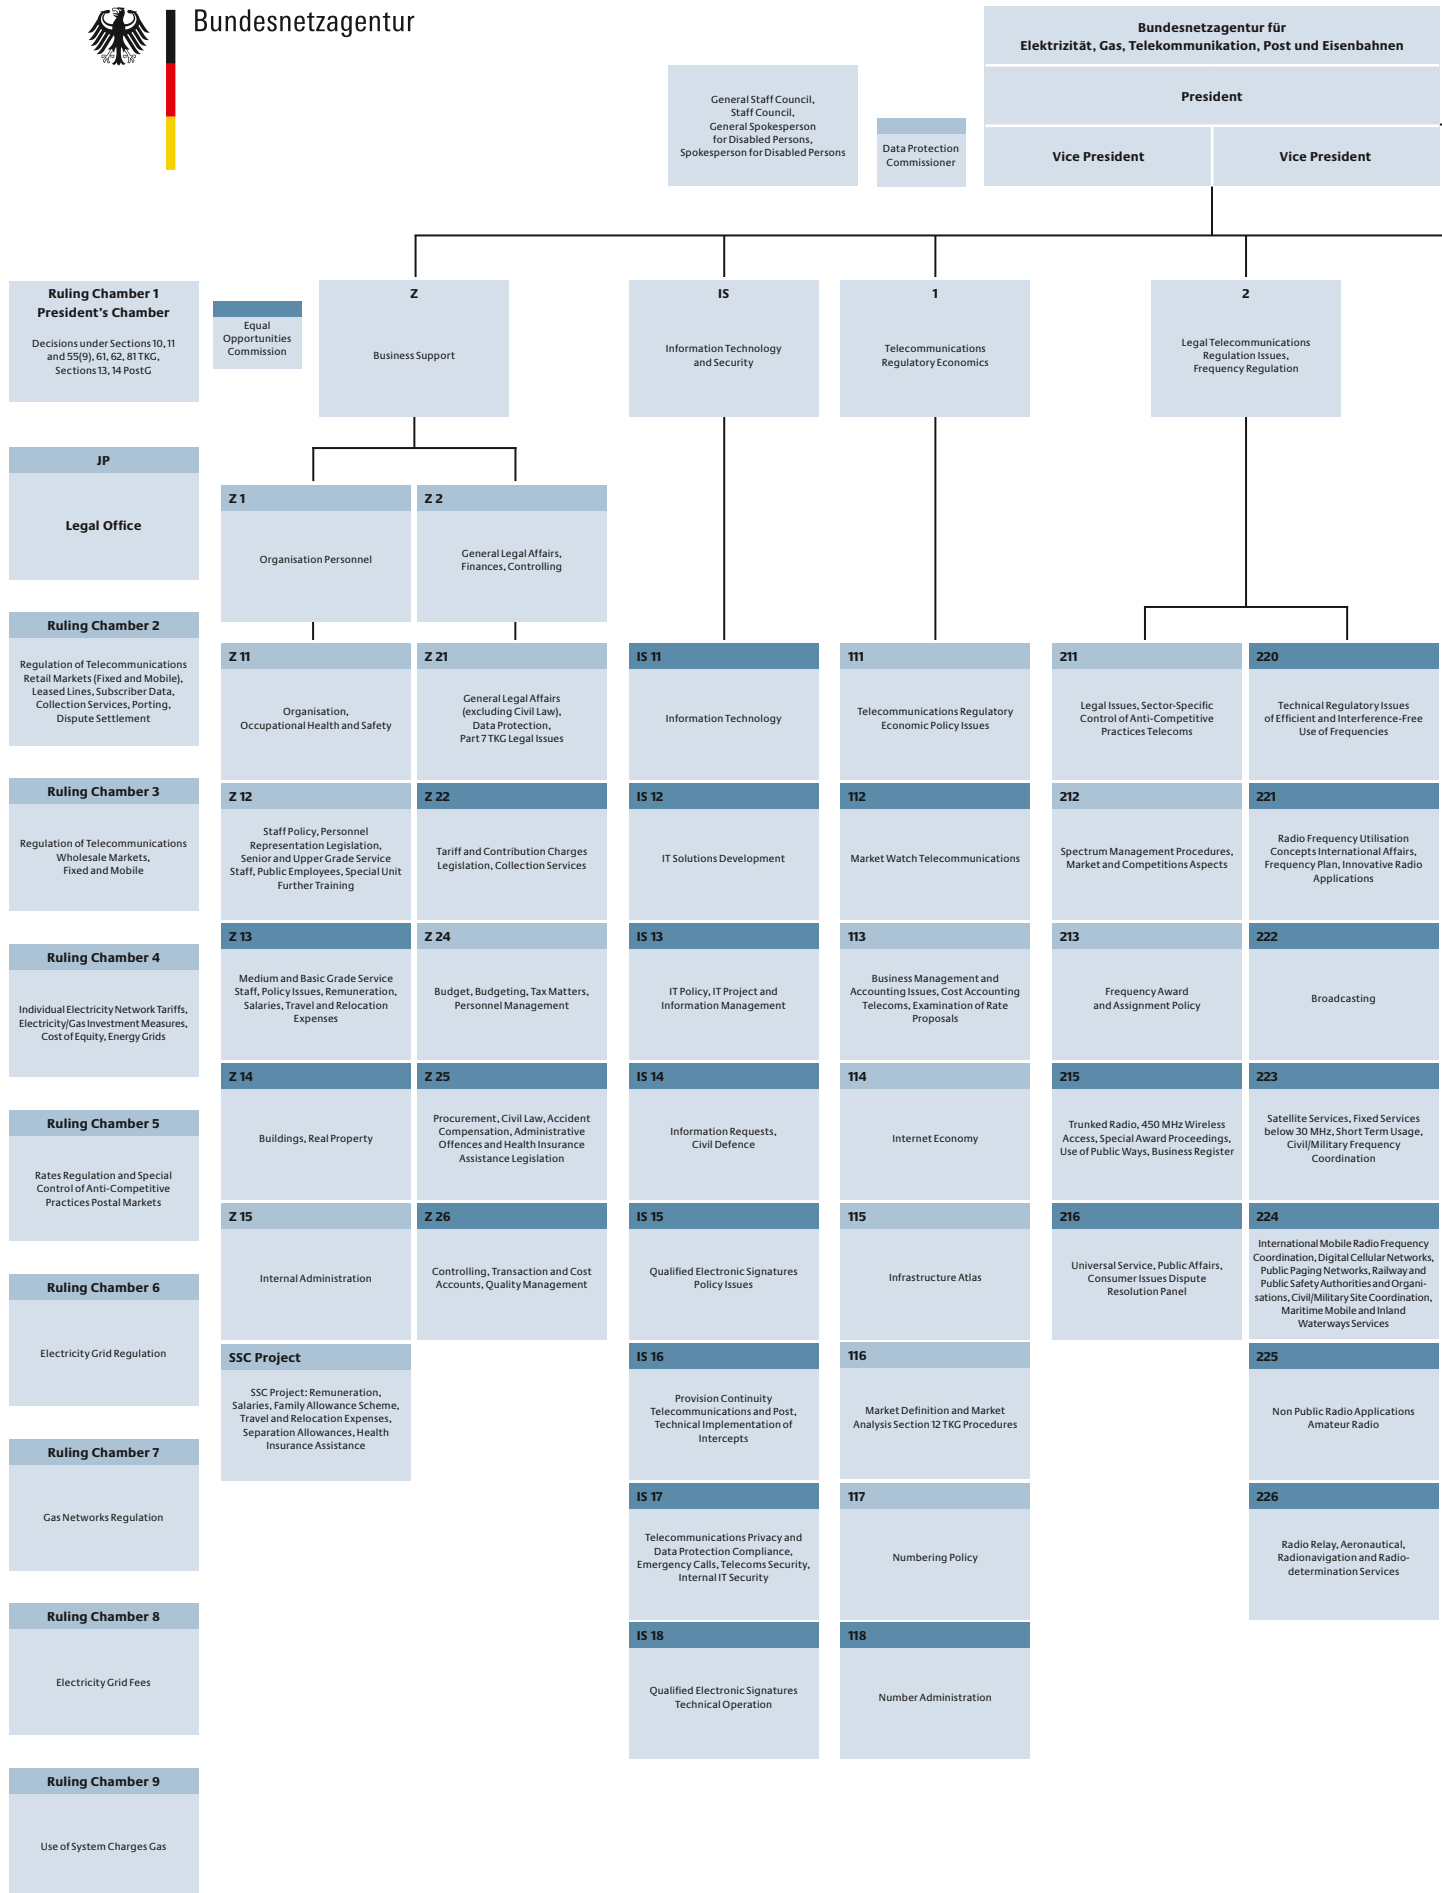 Bundesnetzagentur
Bundesnetzagentur für
Elektrizität, Gas, Telekommunikation, Post und Eisenbahnen
President
Vice President
Vice President
General Staff Council,
Staff Council,
General Spokesperson
for Disabled Persons,
Spokesperson for Disabled Persons
Data Protection
Commissioner
Ruling Chamber 1
President's Chamber
Decisions under Sections 10, 11
and 55(9), 61, 62, 81 TKG,
Sections 13, 14 PostG
Equal
Opportunities
Commission
Z
Business Support
IS
Information Technology
and Security
1
Telecommunications
Regulatory Economics
2
Legal Telecommunications
Regulation Issues,
Frequency Regulation
JP
Legal Office
Ruling Chamber 2
Regulation of Telecommunications
Retail Markets (Fixed and Mobile),
Leased Lines, Subscriber Data,
Collection Services, Porting,
Dispute Settlement
Ruling Chamber 3
Regulation of Telecommunications
Wholesale Markets,
Fixed and Mobile
Ruling Chamber 4
Individual Electricity Network Tariffs,
Electricity/Gas Investment Measures,
Cost of Equity, Energy Grids
Ruling Chamber 5
Rates Regulation and Special
Control of Anti-Competitive
Practices Postal Markets
Ruling Chamber 6
Electricity Grid Regulation
Ruling Chamber 7
Gas Networks Regulation
Ruling Chamber 8
Electricity Grid Fees
Ruling Chamber 9
Use of System Charges Gas
Z 1
Organisation Personnel
Z 11
Organisation,
Occupational Health and Safety
Z 12
Staff Policy, Personnel
Representation Legislation,
Senior and Upper Grade Service
Staff, Public Employees, Special Unit
Further Training
Z 13
Medium and Basic Grade Service
Staff, Policy Issues, Remuneration,
Salaries, Travel and Relocation
Expenses
Z 14
Buildings, Real Property
Z 15
Internal Administration
SSC Project
SSC Project: Remuneration,
Salaries, Family Allowance Scheme,
Travel and Relocation Expenses,
Separation Allowances, Health
Insurance Assistance
Z 2
General Legal Affairs,
Finances, Controlling
Z 21
General Legal Affairs
(excluding Civil Law),
Data Protection,
Part 7 TKG Legal Issues
Z 22
Tariff and Contribution Charges
Legislation, Collection Services
Z 24
Budget, Budgeting, Tax Matters,
Personnel Management
Z 25
Procurement, Civil Law, Accident
Compensation, Administrative
Offences and Health Insurance
Assistance Legislation
Z 26
Controlling, Transaction and Cost
Accounts, Quality Management
IS 11
Information Technology
IS 12
IT Solutions Development
IS 13
IT Policy, IT Project and
Information Management
IS 14
Information Requests,
Civil Defence
IS 15
Qualified Electronic Signatures
Policy Issues
IS 16
Provision Continuity
Telecommunications and Post,
Technical Implementation of
Intercepts
IS 17
Telecommunications Privacy and
Data Protection Compliance,
Emergency Calls, Telecoms Security,
Internal IT Security
IS 18
Qualified Electronic Signatures
Technical Operation
111
Telecommunications Regulatory
Economic Policy Issues
112
Market Watch Telecommunications
113
Business Management and
Accounting Issues, Cost Accounting
Telecoms, Examination of Rate
Proposals
114
Internet Economy
115
Infrastructure Atlas
116
Market Definition and Market
Analysis Section 12 TKG Procedures
117
Numbering Policy
118
Number Administration
211
Legal Issues, Sector-Specific
Control of Anti-Competitive
Practices Telecoms
212
Spectrum Management Procedures,
Market and Competitions Aspects
213
Frequency Award
and Assignment Policy
215
Trunked Radio, 450 MHz Wireless
Access, Special Award Proceedings,
Use of Public Ways, Business Register
216
Universal Service, Public Affairs,
Consumer Issues Dispute
Resolution Panel
220
Technical Regulatory Issues
of Efficient and Interference-Free
Use of Frequencies
221
Radio Frequency Utilisation
Concepts International Affairs,
Frequency Plan, Innovative Radio
Applications
222
Broadcasting
223
Satellite Services, Fixed Services
below 30 MHz, Short Term Usage,
Civil/Military Frequency
Coordination
224
International Mobile Radio Frequency
Coordination, Digital Cellular Networks,
Public Paging Networks, Railway and
Public Safety Authorities and Organi-
sations, Civil/Military Site Coordination,
Maritime Mobile and Inland
Waterways Services
225
Non Public Radio Applications
Amateur Radio
226
Radio Relay, Aeronautical,
Radionavigation and Radio-
determination Services